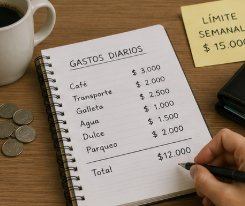 GASTOS DIARIOS
Café $ 3.000
Transporte $ 2.000
Galleta $ 2.500
Agua $ 1.000
Dulce $ 1.500
Parqueo $ 2.000
Total $12.000
LÍMITE
SEMANAL
$ 15.000